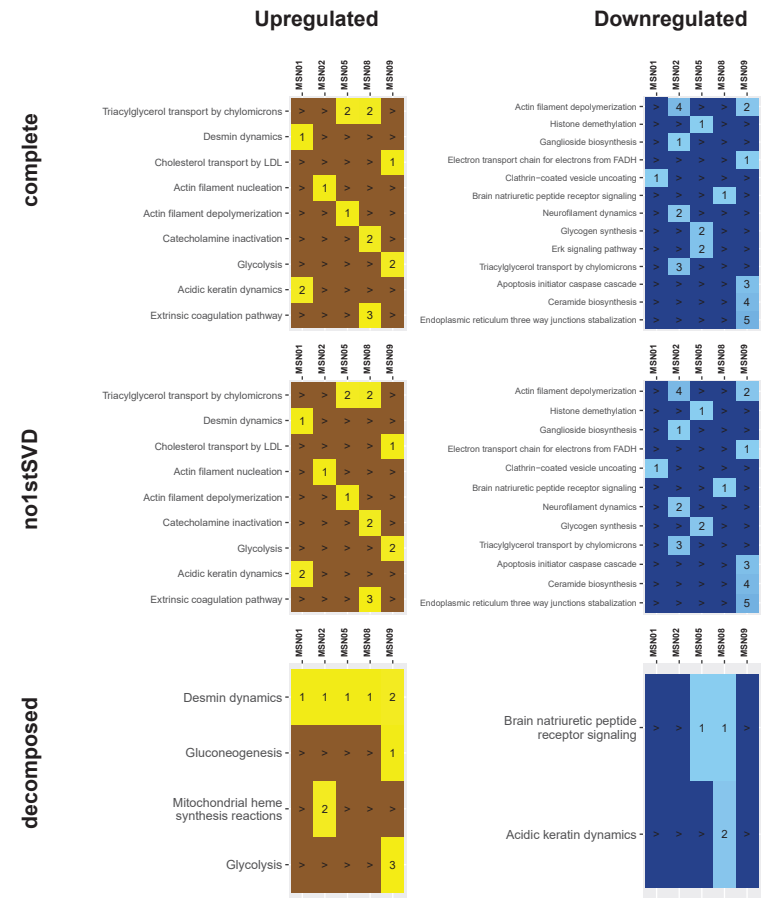 Upregulated
Downregulated
complete
MSN01 MSN02 MSN05 MSN08 MSN09
Triacylglycerol transport by chylomicrons > > 2 2 >
Desmin dynamics 1 > > > >
Cholesterol transport by LDL > > > > 1
Actin filament nucleation > 1 > > >
Actin filament depolymerization > > 1 > >
Catecholamine inactivation > > > 2 >
Glycolysis > > > > 2
Acidic keratin dynamics 2 > > > >
Extrinsic coagulation pathway > > > 3 >
MSN01 MSN02 MSN05 MSN08 MSN09
Actin filament depolymerization > 4 > > 2
Histone demethylation > > 1 > >
Ganglioside biosynthesis > 1 > > >
Electron transport chain for electrons from FADH > > > > 1
Clathrin−coated vesicle uncoating 1 > > > >
Brain natriuretic peptide receptor signaling > > > 1 >
Neurofilament dynamics > 2 > > >
Glycogen synthesis > > 2 > >
Erk signaling pathway > > 2 > >
Triacylglycerol transport by chylomicrons > 3 > > >
Apoptosis initiator caspase cascade > > > > 3
Ceramide biosynthesis > > > > 4
Endoplasmic reticulum three way junctions stabalization > > > > 5
no1stSVD
MSN01 MSN02 MSN05 MSN08 MSN09
Triacylglycerol transport by chylomicrons > > 2 2 >
Desmin dynamics 1 > > > >
Cholesterol transport by LDL > > > > 1
Actin filament nucleation > 1 > > >
Actin filament depolymerization > > 1 > >
Catecholamine inactivation > > > 2 >
Glycolysis > > > > 2
Acidic keratin dynamics 2 > > > >
Extrinsic coagulation pathway > > > 3 >
MSN01 MSN02 MSN05 MSN08 MSN09
Actin filament depolymerization > 4 > > 2
Histone demethylation > > 1 > >
Ganglioside biosynthesis > 1 > > >
Electron transport chain for electrons from FADH > > > > 1
Clathrin−coated vesicle uncoating 1 > > > >
Brain natriuretic peptide receptor signaling > > > 1 >
Neurofilament dynamics > 2 > > >
Glycogen synthesis > > 2 > >
Triacylglycerol transport by chylomicrons > 3 > > >
Apoptosis initiator caspase cascade > > > > 3
Ceramide biosynthesis > > > > 4
Endoplasmic reticulum three way junctions stabalization > > > > 5
decomposed
MSN01 MSN02 MSN05 MSN08 MSN09
Desmin dynamics 1 1 1 1 2
Gluconeogenesis > > > > 1
Mitochondrial heme
synthesis reactions > 2 > > >
Glycolysis > > > > 3
MSN01 MSN02 MSN05 MSN08 MSN09
Brain natriuretic peptide
receptor signaling > > 1 1 >
Acidic keratin dynamics > > > 2 >